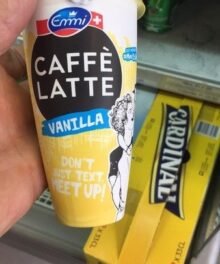 Emmi
CAFFÈ
LATTE
VANILLA
DON'T
JUST TEXT,
MEET UP!
CARDINAL